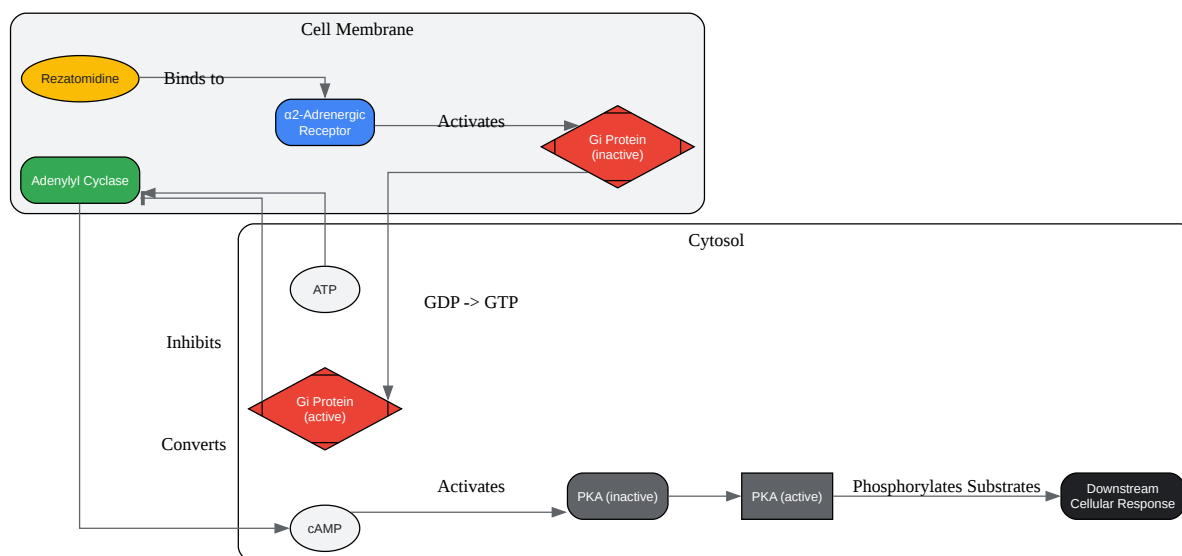 Cell Membrane
Rezatomidine
Binds to
α2-Adrenergic
Receptor
Activates
Gi Protein
(inactive)
Adenylyl Cyclase
Cytosol
ATP
GDP -> GTP
Inhibits
Gi Protein
(active)
Converts
Activates
PKA (inactive)
PKA (active)
Phosphorylates Substrates
Downstream
Cellular Response
cAMP